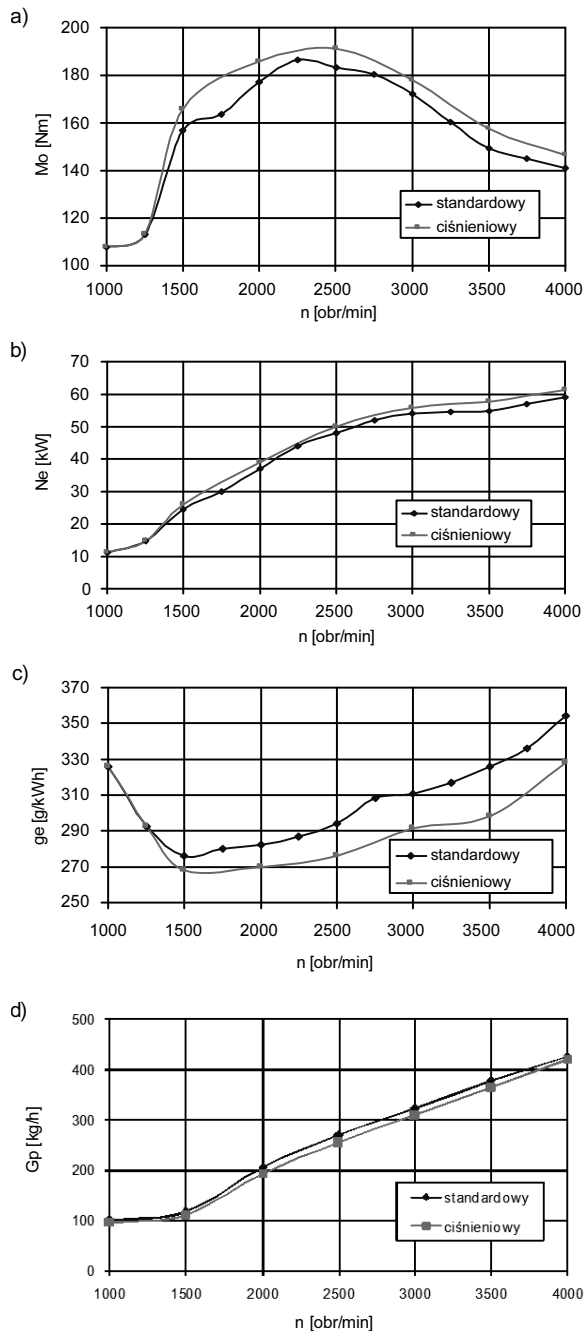 a)
200
180
160
140
120
100
Mo [Nm]
standardowy
ciśnieniowy
1000 1500 2000 2500 3000 3500 4000
n [obr/min]
b)
70
60
50
40
30
20
10
0
Ne [kW]
standardowy
ciśnieniowy
1000 1500 2000 2500 3000 3500 4000
n [obr/min]
c)
370
350
330
310
290
270
250
ge [g/kWh]
standardowy
ciśnieniowy
1000 1500 2000 2500 3000 3500 4000
n [obr/min]
d)
500
400
300
200
100
0
Gp [kg/h]
standardowy
ciśnieniowy
1000 1500 2000 2500 3000 3500 4000
n [obr/min]